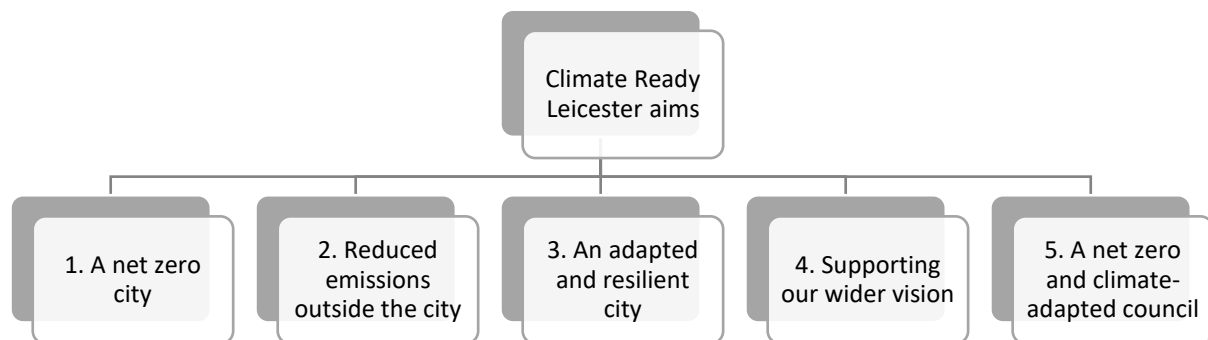 Climate Ready
Leicester aims
1. A net zero
city
2. Reduced
emissions
outside the city
3. An adapted
and resilient
city
4. Supporting
our wider vision
5. A net zero
and climate-
adapted council